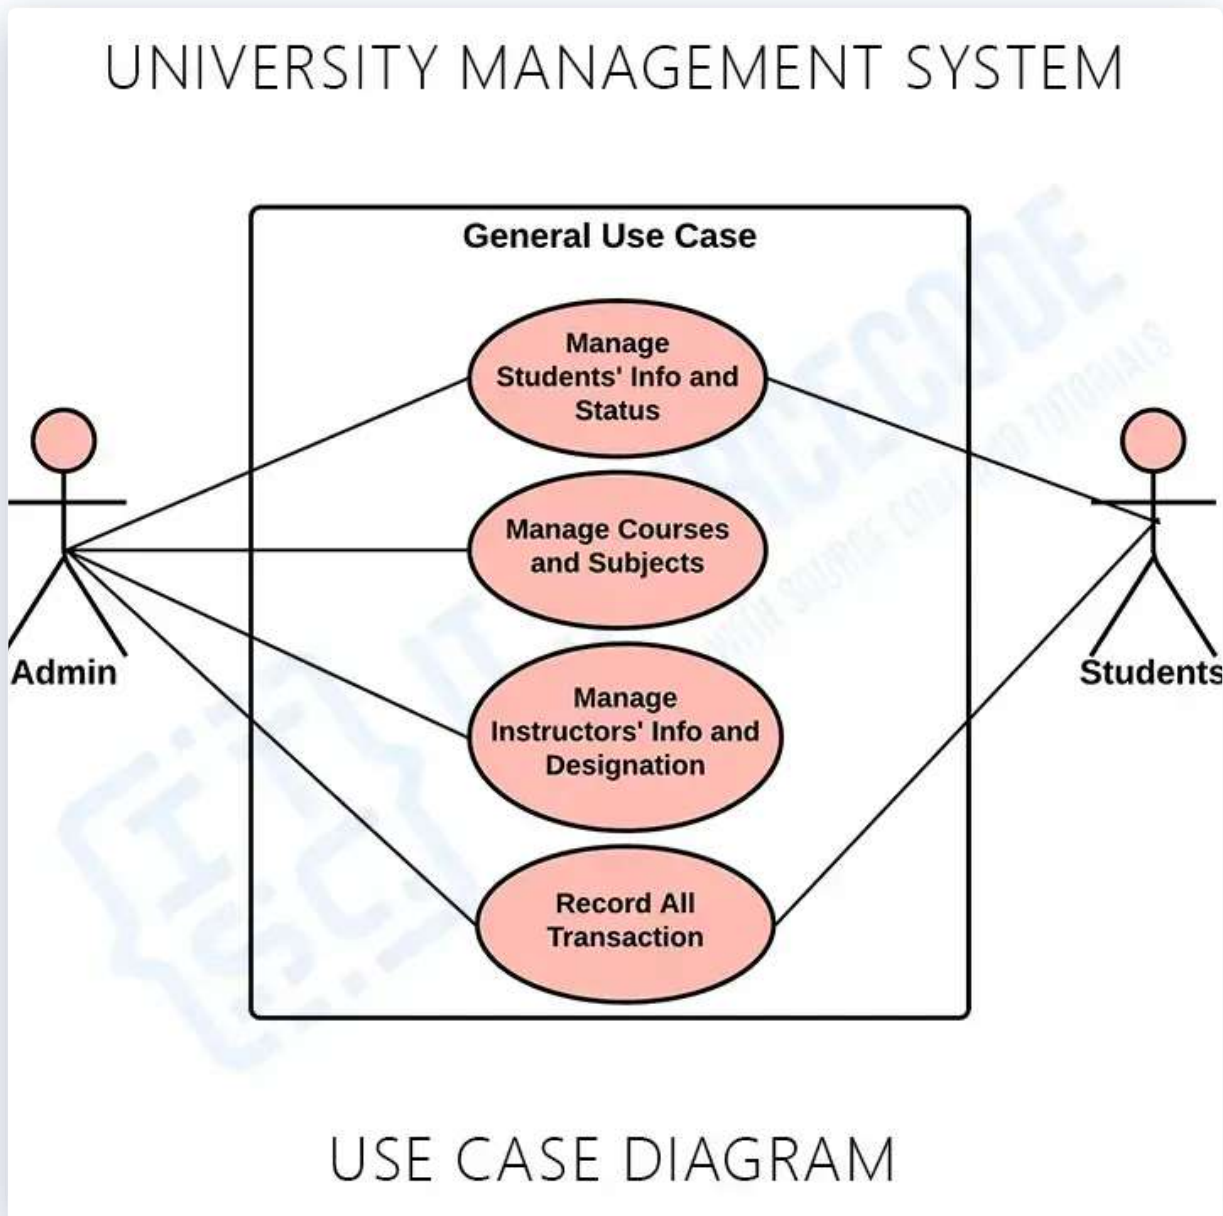 UNIVERSITY MANAGEMENT SYSTEM
General Use Case
Manage
Students' Info and
Status
Manage Courses
and Subjects
Manage
Instructors' Info and
Designation
Record All
Transaction
Admin
Students
USE CASE DIAGRAM